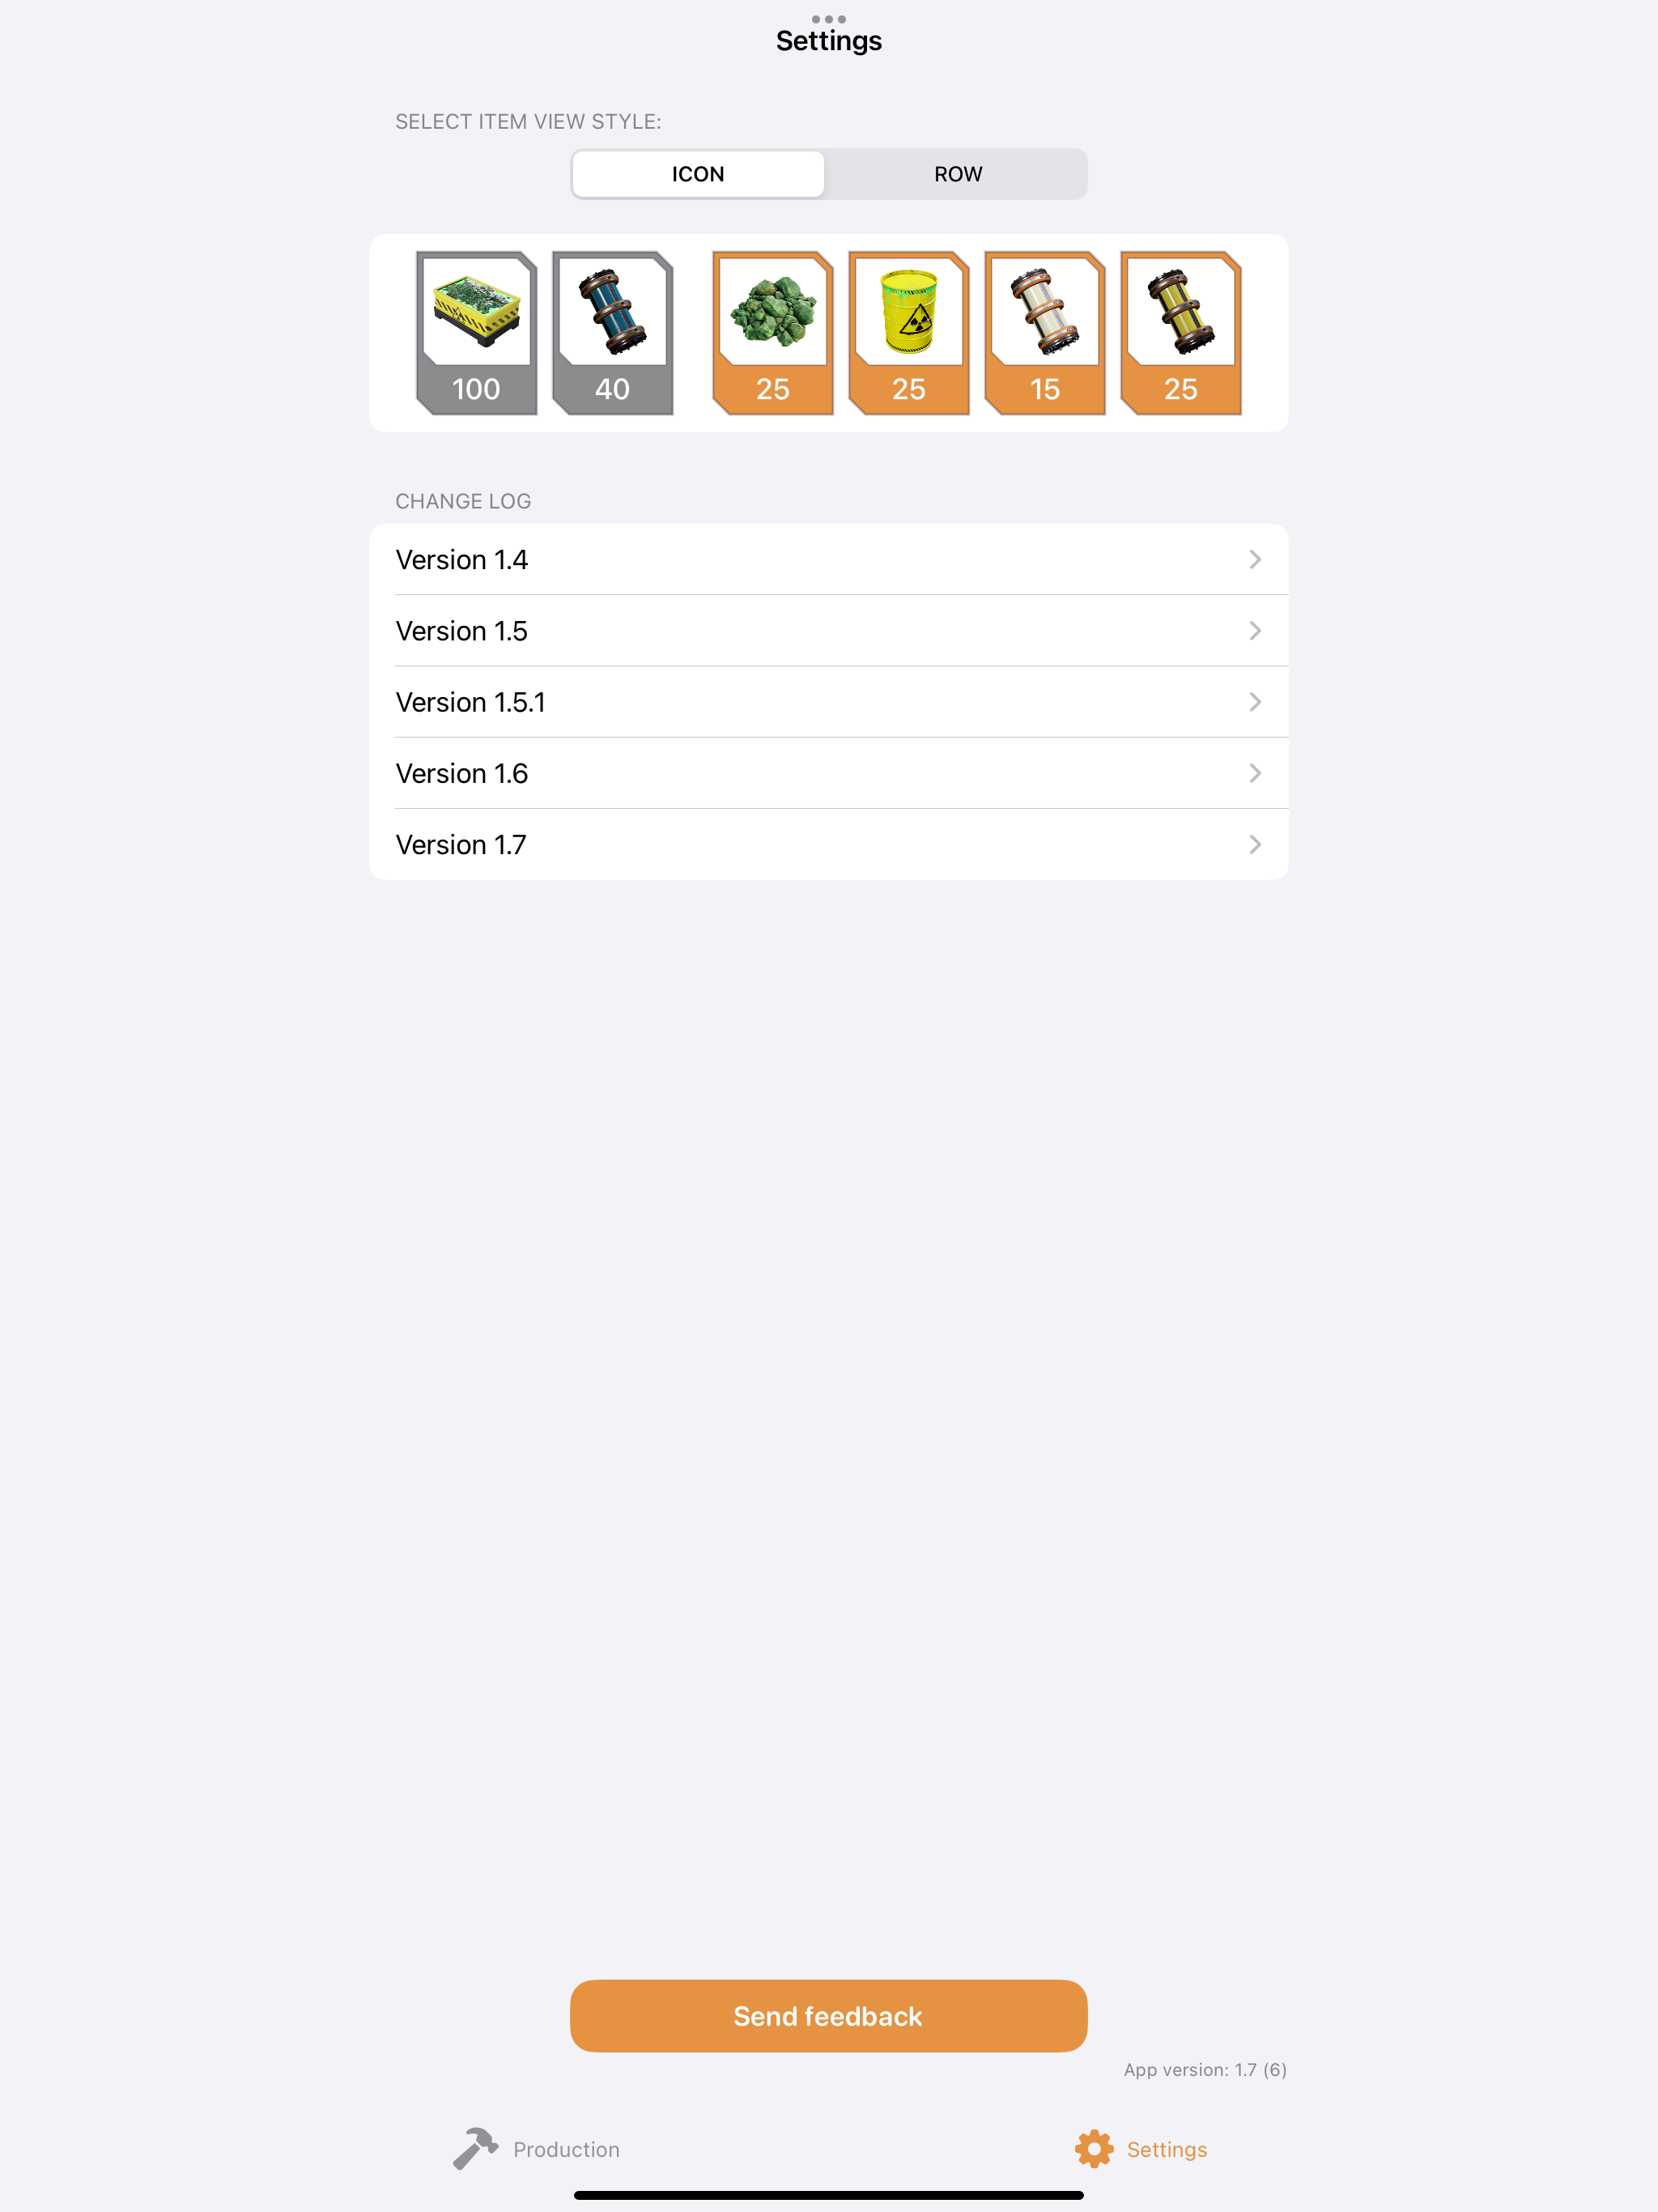 Settings
SELECT ITEM VIEW STYLE:
ICON ROW
100 40 25 25 15 25
CHANGE LOG
Version 1.4
Version 1.5
Version 1.5.1
Version 1.6
Version 1.7
Send feedback
App version: 1.7 (6)
Production Settings